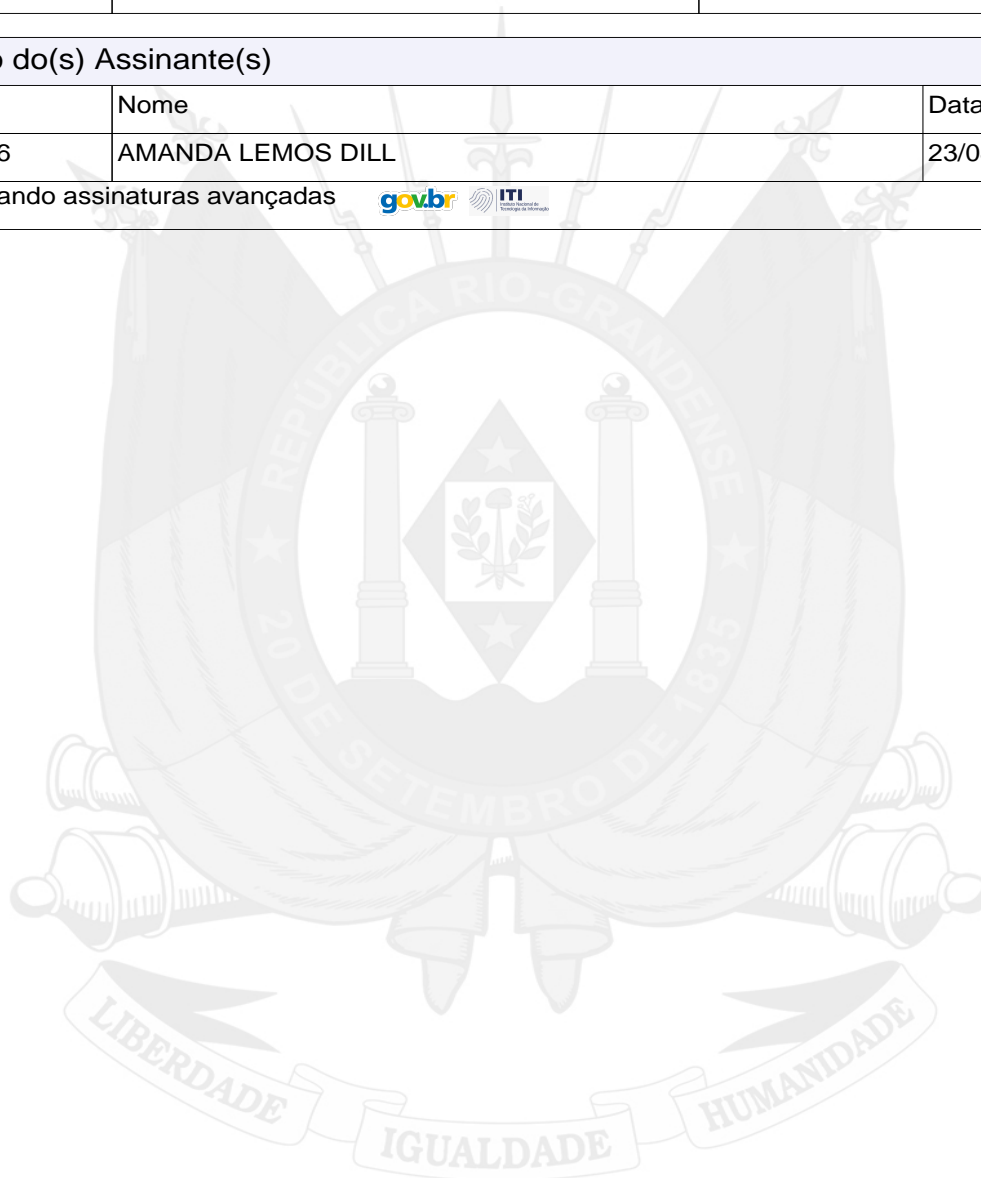 o do(s) Assinante(s)
Nome Data
6 AMANDA LEMOS DILL 23/0
ando assinaturas avançadas gov.br ITI
REPÚBLICA RIO-GRANDENSE
20 DE SETEMBRO DE 1835
LIBERDADE IGUALDADE HUMANIDADE